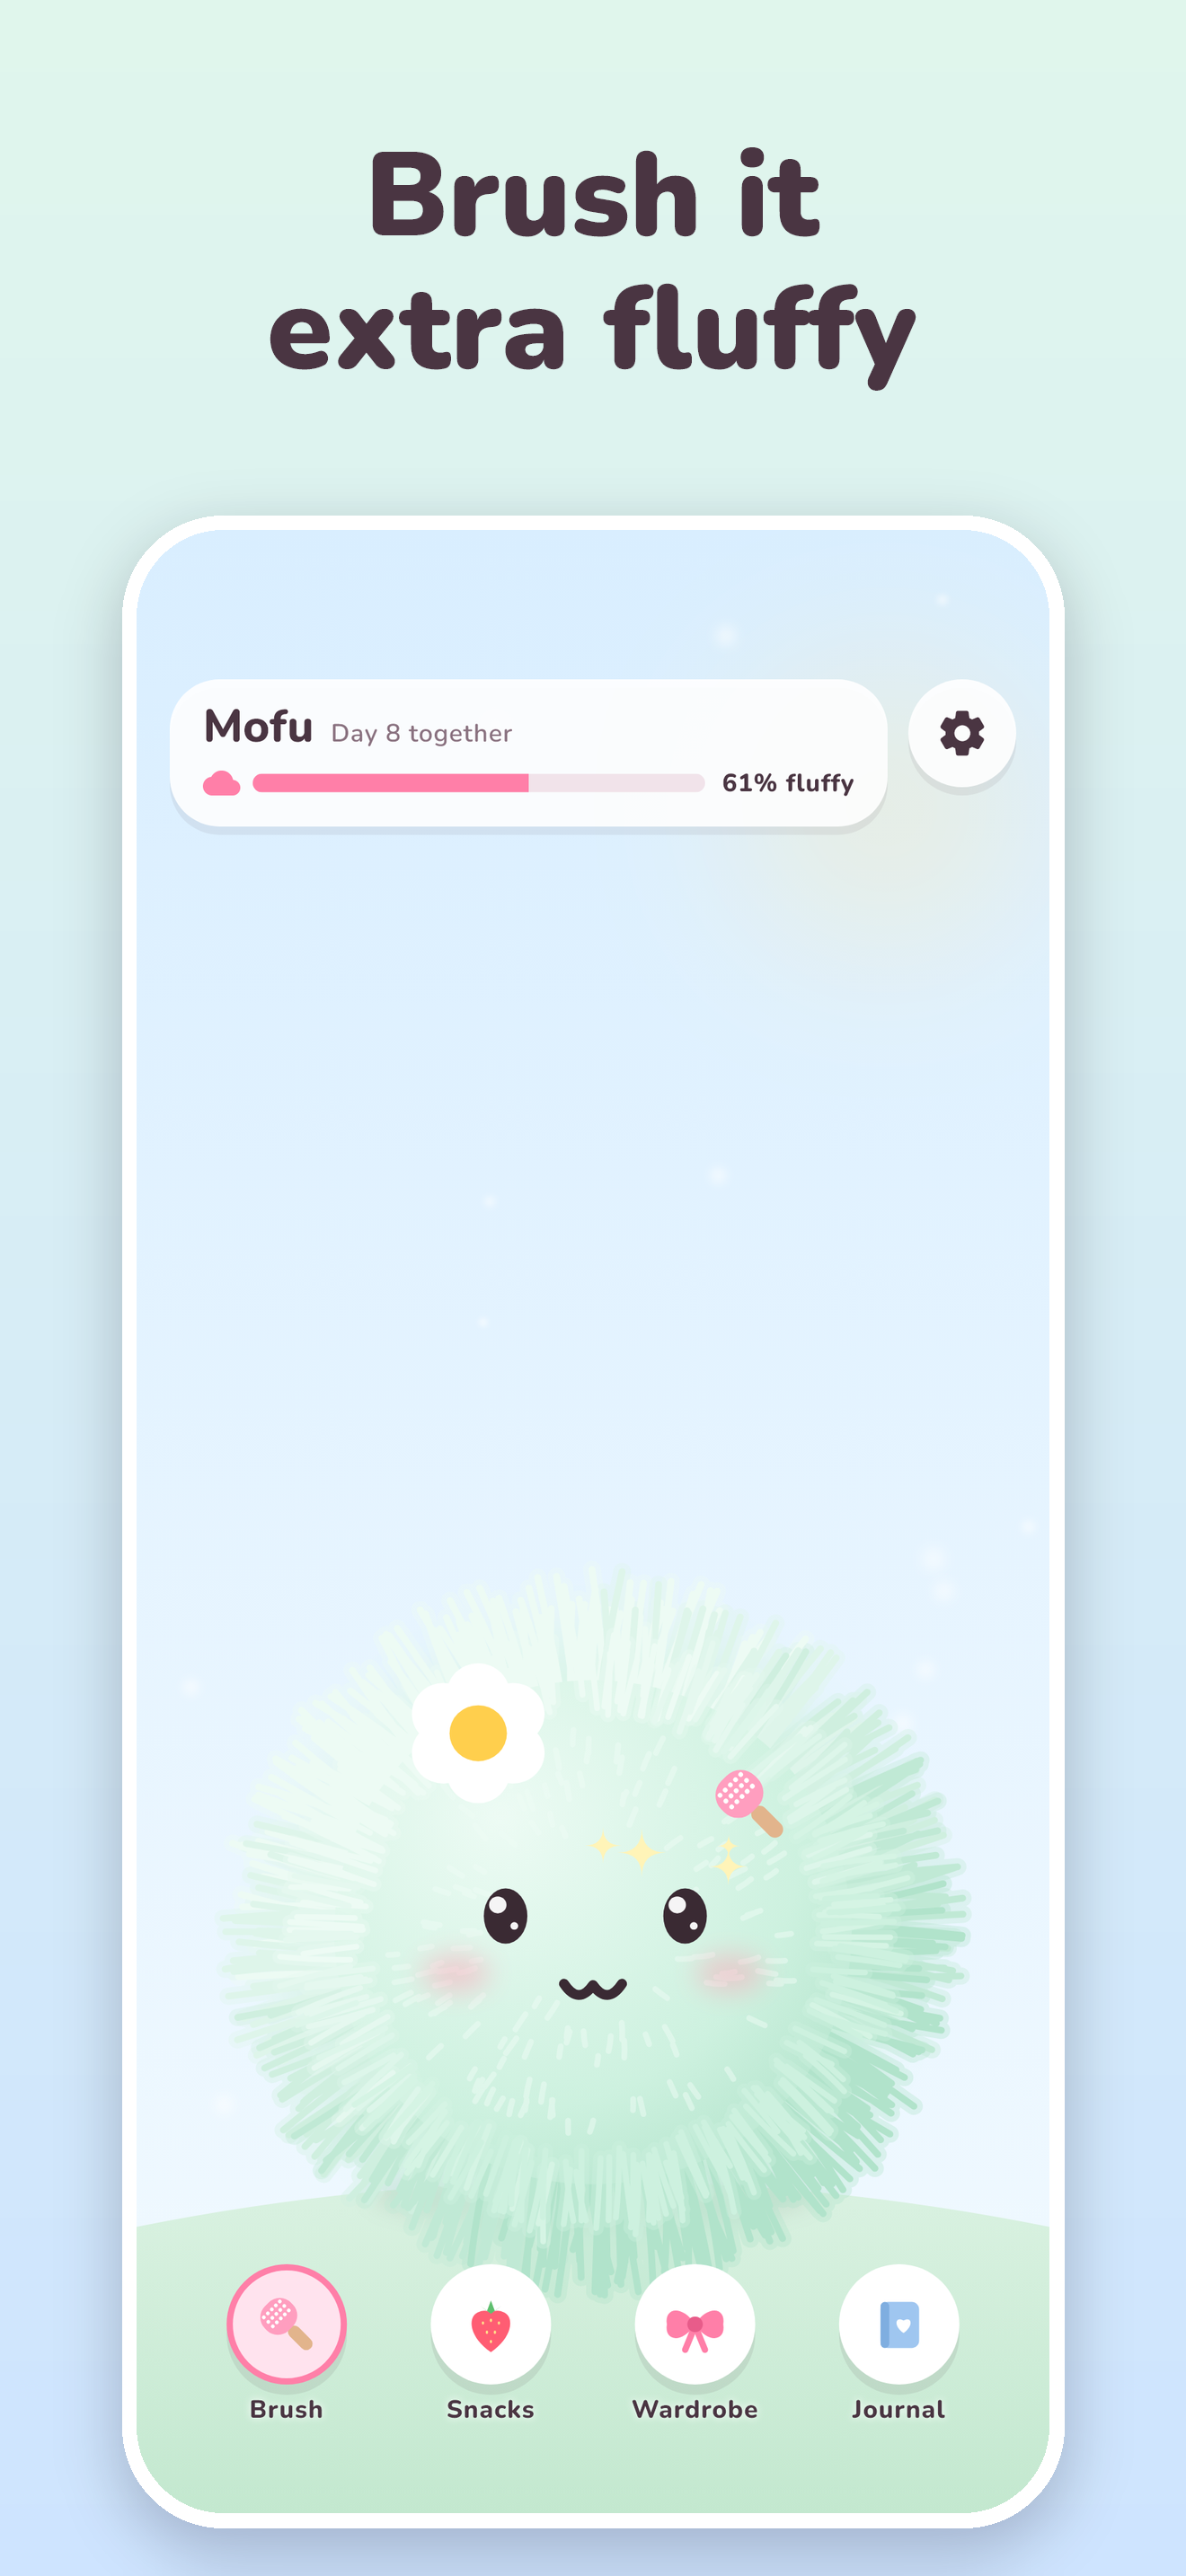 Brush it
extra fluffy
Mofu Day 8 together
61% fluffy
Brush Snacks Wardrobe Journal